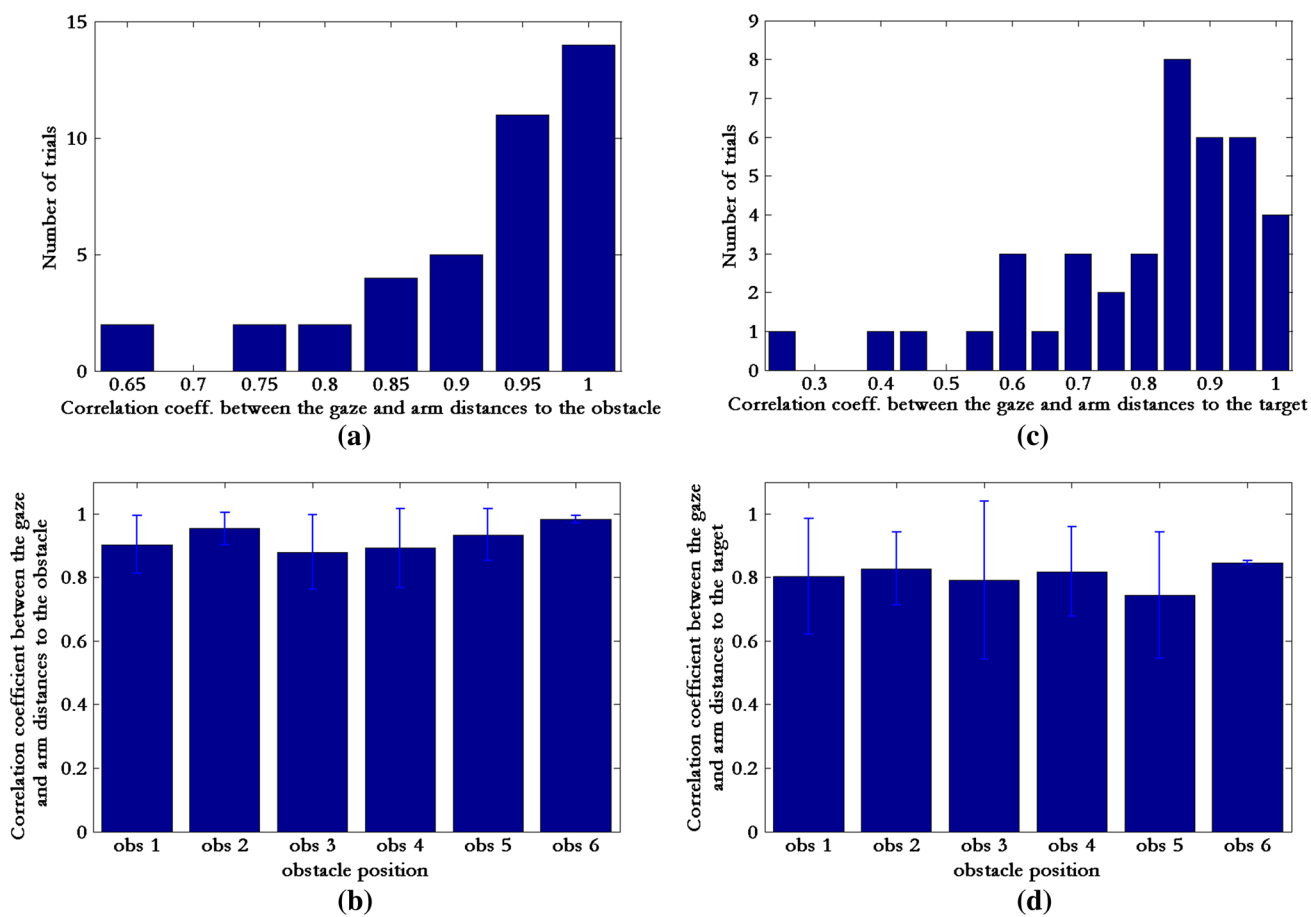 15
10
5
0
Number of trials
0.65 0.7 0.75 0.8 0.85 0.9 0.95 1
Correlation coeff. between the gaze and arm distances to the obstacle
(a)
9
8
7
6
5
4
3
2
1
0
Number of trials
0.3 0.4 0.5 0.6 0.7 0.8 0.9 1
Correlation coeff. between the gaze and arm distances to the target
(c)
1
0.8
0.6
0.4
0.2
0
Correlation coefficient between the gaze
and arm distances to the obstacle
obs 1 obs 2 obs 3 obs 4 obs 5 obs 6
obstacle position
(b)
1
0.8
0.6
0.4
0.2
0
Correlation coefficient between the gaze
and arm distances to the target
obs 1 obs 2 obs 3 obs 4 obs 5 obs 6
obstacle position
(d)